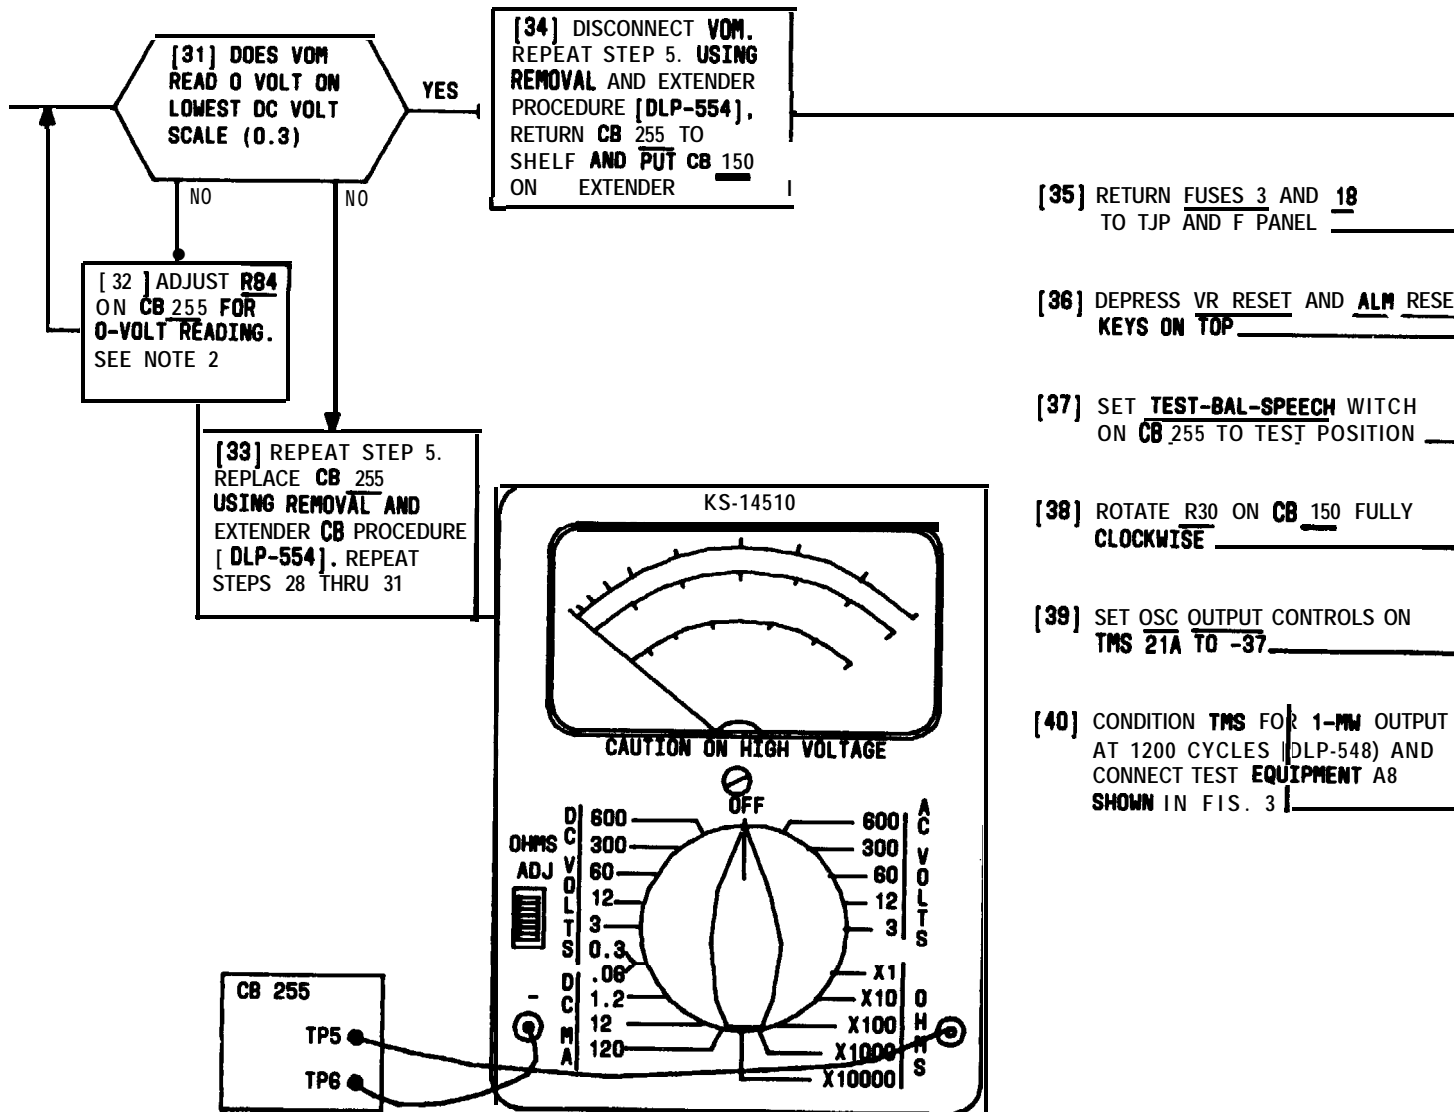 [31] DOES VOM
READ 0 VOLT ON
LOWEST DC VOLT
SCALE (0.3)
YES
NO
NO
[ 32 ] ADJUST R84
ON CB 255 FOR
0-VOLT READING.
SEE NOTE 2
[33] REPEAT STEP 5.
REPLACE CB 255
USING REMOVAL AND
EXTENDER CB PROCEDURE
[ DLP-554]. REPEAT
STEPS 28 THRU 31
[34] DISCONNECT VOM.
REPEAT STEP 5. USING
REMOVAL AND EXTENDER
PROCEDURE [DLP-554],
RETURN CB 255 TO
SHELF AND PUT CB 150
ON EXTENDER
[35] RETURN FUSES 3 AND 18
TO TJP AND F PANEL
[36] DEPRESS VR RESET AND ALM RESE
KEYS ON TOP
[37] SET TEST-BAL-SPEECH WITCH
ON CB 255 TO TEST POSITION
[38] ROTATE R30 ON CB 150 FULLY
CLOCKWISE
[39] SET OSC OUTPUT CONTROLS ON
TMS 21A TO -37
[40] CONDITION TMS FOR 1-MW OUTPUT
AT 1200 CYCLES (DLP-548) AND
CONNECT TEST EQUIPMENT A8
SHOWN IN FIS. 3
KS-14510
CAUTION ON HIGH VOLTAGE
OFF
OHMS
ADJ
DC VOLTS
600
300
60
12
3
0.3
DC MA
.06
1.2
12
120
-
AC VOLTS
600
300
60
12
3
OHMS
X1
X10
X100
X1000
X10000
CB 255
TP5
TP6